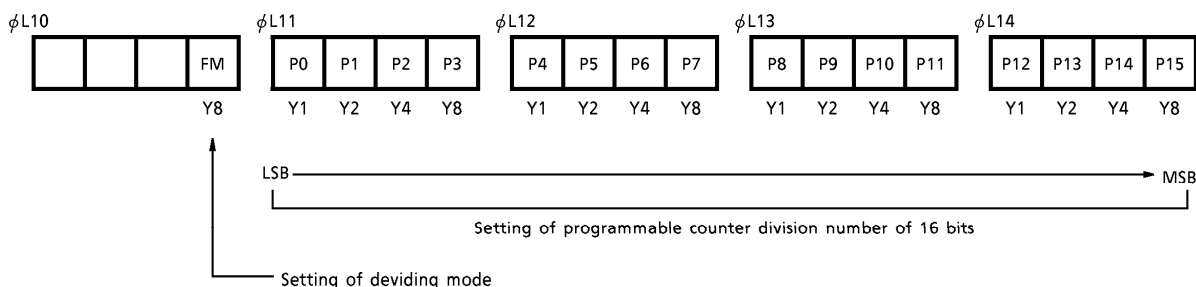 φL10 φL11 φL12 φL13 φL14
FM P0 P1 P2 P3 P4 P5 P6 P7 P8 P9 P10 P11 P12 P13 P14 P15
Y8 Y1 Y2 Y4 Y8 Y1 Y2 Y4 Y8 Y1 Y2 Y4 Y8 Y1 Y2 Y4 Y8
LSB MSB
Setting of programmable counter division number of 16 bits
Setting of deviding mode